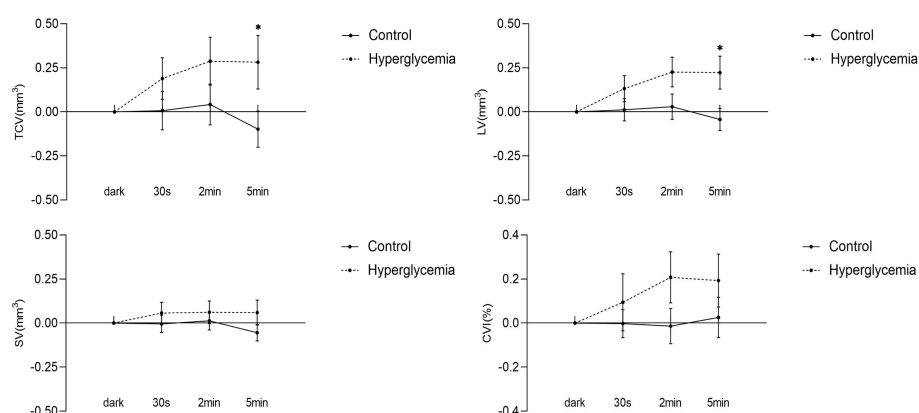 0.50
0.25
0.00
-0.25
-0.50
TCV(mm³)
dark 30s 2min 5min
*
Control
Hyperglycemia
0.50
0.25
0.00
-0.25
-0.50
LV(mm³)
dark 30s 2min 5min
*
Control
Hyperglycemia
0.50
0.25
0.00
-0.25
-0.50
SV(mm³)
dark 30s 2min 5min
Control
Hyperglycemia
0.4
0.2
0.0
-0.2
-0.4
CVI(%)
dark 30s 2min 5min
Control
Hyperglycemia